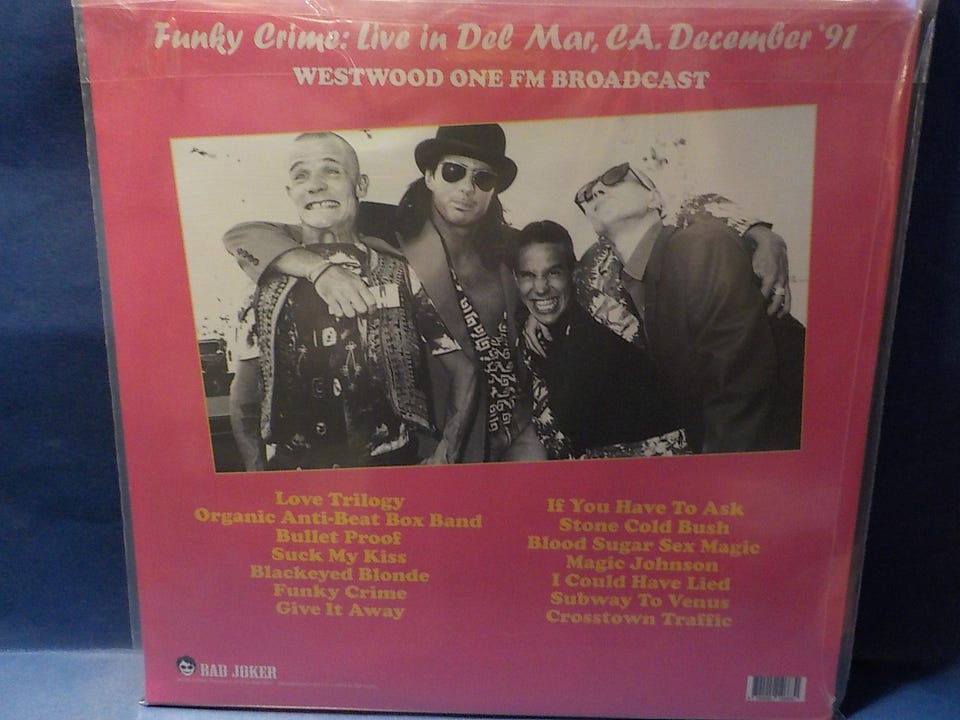 Funky Crime: Live in Del Mar, CA. December '91
WESTWOOD ONE FM BROADCAST
Love Trilogy
Organic Anti-Beat Box Band
Bullet Proof
Suck My Kiss
Blackeyed Blonde
Funky Crime
Give It Away
If You Have To Ask
Stone Cold Bush
Blood Sugar Sex Magic
Magic Johnson
I Could Have Lied
Subway To Venus
Crosstown Traffic
BAD JOKER